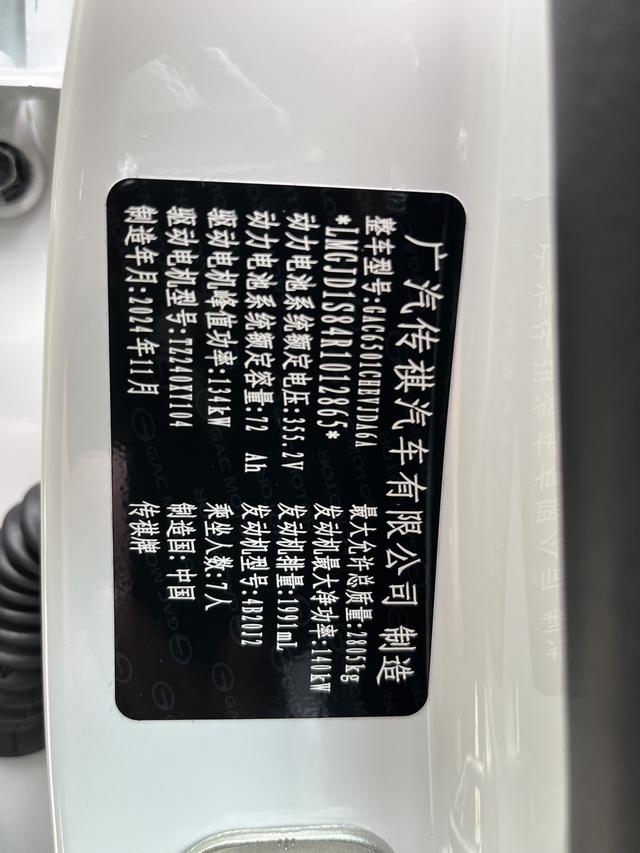 广汽传祺汽车有限公司 制造
整车型号:GAC6501CHEVJDA6A 最大允许总质量:2805kg
*LMGJD1S84R1012865* 发动机最大净功率:140kW
动力电池系统额定电压:355.2V 发动机排量:1991mL
动力电池系统额定容量:72 Ah 发动机型号:4B20J2
驱动电机峰值功率:134kW 乘坐人数:7人
驱动电机型号:TZ240XY104 制造国:中国
制造年月:2024年11月 传祺牌